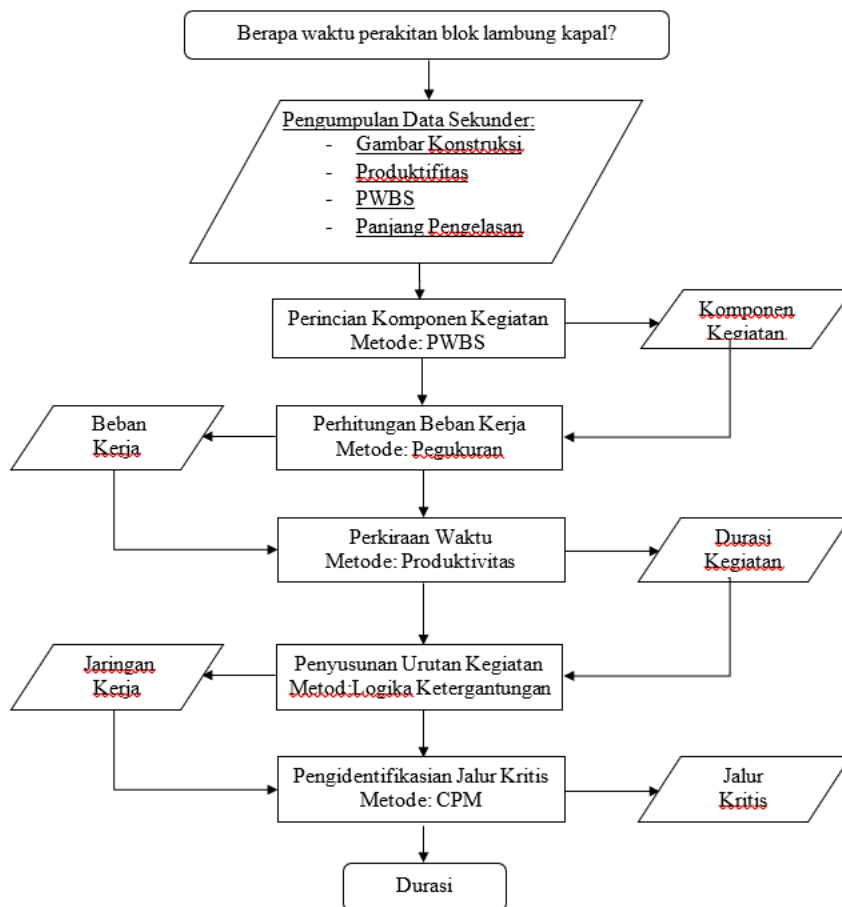 Berapa waktu perakitan blok lambung kapal?
Pengumpulan Data Sekunder:
- Gambar Konstruksi
- Produktifitas
- PWBS
- Panjang Pengelasan
Perincian Komponen Kegiatan
Metode: PWBS
Komponen
Kegiatan
Perhitungan Beban Kerja
Metode: Pegukuran
Beban
Kerja
Perkiraan Waktu
Metode: Produktivitas
Durasi
Kegiatan
Penyusunan Urutan Kegiatan
Metod:Logika Ketergantungan
Jaringan
Kerja
Pengidentifikasian Jalur Kritis
Metode: CPM
Jalur
Kritis
Durasi